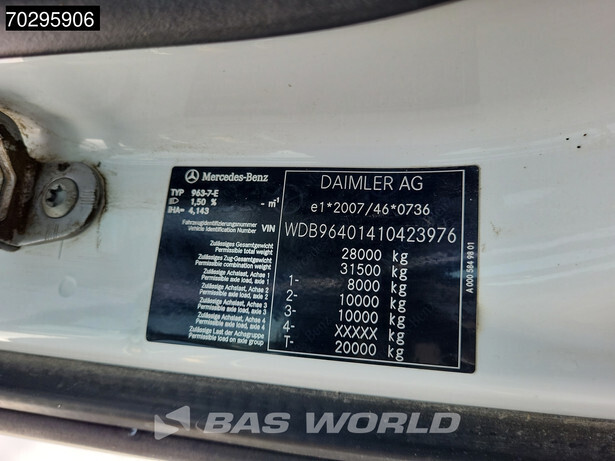 70295906
Mercedes-Benz
TYP 963-7-E
1,50 % - m⁻¹
iHA= 4,143
Fahrzeugidentifizierungsnummer
Vehicle Identification Number VIN
Zulässiges Gesamtgewicht
Permissible total weight
Zulässiges Zug-Gesamtgewicht
Permissible combination weight
Zulässige Achslast, Achse 1
Permissible axle load, axle 1
Zulässige Achslast, Achse 2
Permissible axle load, axle 2
Zulässige Achslast, Achse 3
Permissible axle load, axle 3
Zulässige Achslast, Achse 4
Permissible axle load, axle 4
Zulässige Last der Achsgruppe
Permissible load on axle group
DAIMLER AG
e1*2007/46*0736
WDB96401410423976
28000 kg
31500 kg
1- 8000 kg
2- 10000 kg
3- 10000 kg
4- XXXXX kg
T- 20000 kg
A 000 584 98 01
BAS WORLD